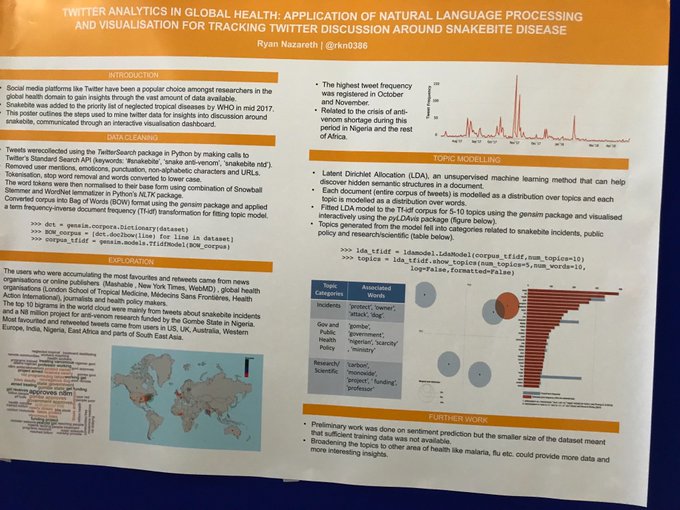 TWITTER ANALYTICS IN GLOBAL HEALTH: APPLICATION OF NATURAL LANGUAGE PROCESSING
AND VISUALISATION FOR TRACKING TWITTER DISCUSSION AROUND SNAKEBITE DISEASE
Ryan Nazareth | @rkn0386
INTRODUCTION
Social media platforms like Twitter have been a popular choice amongst researchers in the
global health domain to gain insights through the vast amount of data available.
Snakebite was added to the priority list of neglected tropical diseases by WHO in mid 2017.
This poster outlines the steps used to mine twitter data for insights into discussion around
snakebite, communicated through an interactive visualisation dashboard.
DATA CLEANING
Tweets werecollected using the TwitterSearch package in Python by making calls to
Twitter's Standard Search API (keywords: '#snakebite', 'snake anti-venom', 'snakebite ntd').
Removed user mentions, emoticons, punctuation, non-alphabetic characters and URLs.
Tokenisation, stop word removal and words converted to lower case.
The word tokens were then normalised to their base form using combination of Snowball
Stemmer and WordNet lemmatizer in Python's NLTK package.
Converted corpus into Bag of Words (BOW) format using the gensim package and applied
a term frequency-inverse document frequency (Tf-idf) transformation for fitting topic model.
>>> dct = gensim.corpora.Dictionary(dataset)
>>> BOW_corpus = [dct.doc2bow(line) for line in dataset]
>>> corpus_tfidf = gensim.models.TfidfModel(BOW_corpus)
EXPLORATION
The users who were accumulating the most favourites and retweets came from news
organisations or online publishers (Mashable , New York Times, WebMD) , global health
organisations (London School of Tropical Medicine, Médecins Sans Frontières, Health
Action International), journalists and health policy makers.
The top 10 bigrams in the world cloud were mainly from tweets about snakebite incidents
and a N8 million project for anti-venom research funded by the Gombe State in Nigeria.
Most favourited and retweeted tweets came from users in US, UK, Australia, Western
Europe, India, Nigeria, East Africa and parts of South East Asia.
approves n8m
• The highest tweet frequency
was registered in October
and November.
• Related to the crisis of anti-
venom shortage during this
period in Nigeria and the rest
of Africa.
Tweet Frequency
150
100
50
0
TOPIC MODELLING
• Latent Dirichlet Allocation (LDA), an unsupervised machine learning method that can help
discover hidden semantic structures in a document.
• Each document (entire corpus of tweets) is modelled as a distribution over topics and each
topic is modelled as a distribution over words.
• Fitted LDA model to the Tf-idf corpus for 5-10 topics using the gensim package and visualised
interactively using the pyLDAvis package (figure below).
• Topics generated from the model fell into categories related to snakebite incidents, public
policy and research/scientific (table below).
>>> lda_tfidf = ldamodel.LdaModel(corpus_tfidf,num_topics=10)
>>> topics = lda_tfidf.show_topics(num_topics=5,num_words=10,
log=False,formatted=False)
Topic Categories Associated Words
Incidents 'protect', 'owner', 'attack', 'dog'.
Gov and Public Health Policy 'gombe', 'government', 'nigerian', 'scarcity' , 'ministry'
Research/ Scientific 'carbon', 'monoxide', 'project', ' funding', 'professor'
FURTHER WORK
• Preliminary work was done on sentiment prediction but the smaller size of the dataset meant
that sufficient training data was not available.
• Broadening the topics to other area of health like malaria, flu etc. could provide more data and
more interesting insights.